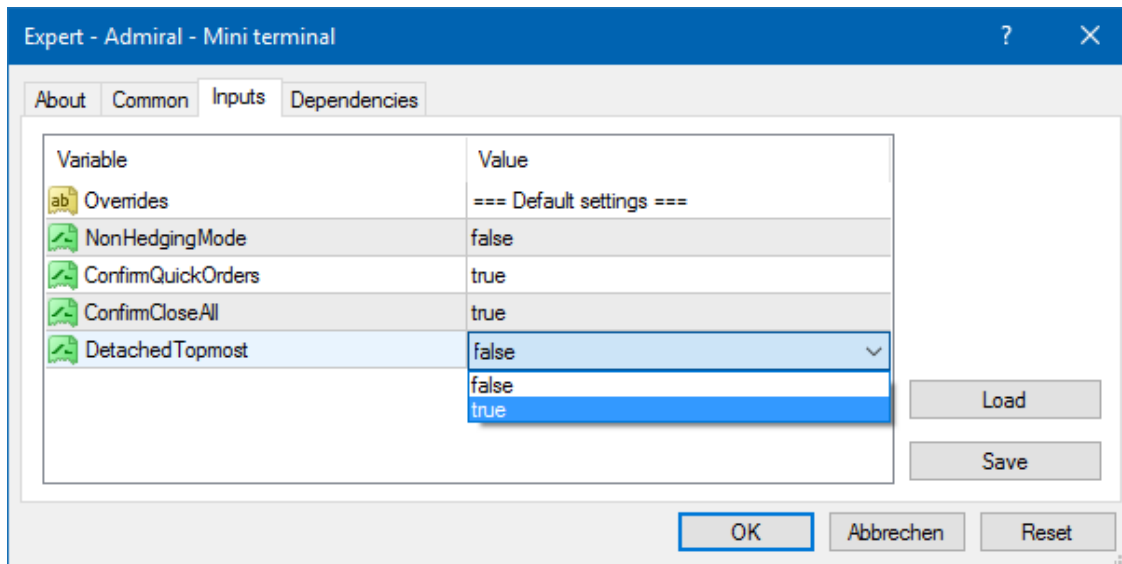 Expert - Admiral - Mini terminal ? ×
About Common Inputs Dependencies
Variable Value
ab Overrides === Default settings ===
NonHedgingMode false
ConfirmQuickOrders true
ConfirmCloseAll true
DetachedTopmost false
false
true
Load
Save
OK Abbrechen Reset